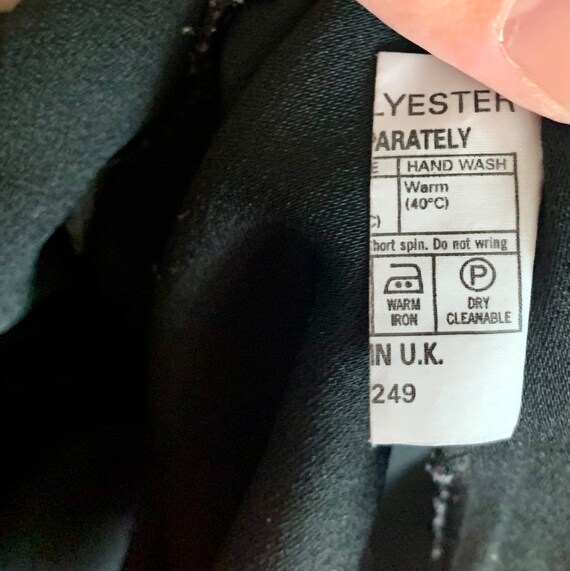 LYESTER
PARATELY
E HAND WASH
Warm
(40°C)
C)
hort spin. Do not wring
P
WARM
IRON
DRY
CLEANABLE
IN U.K.
249